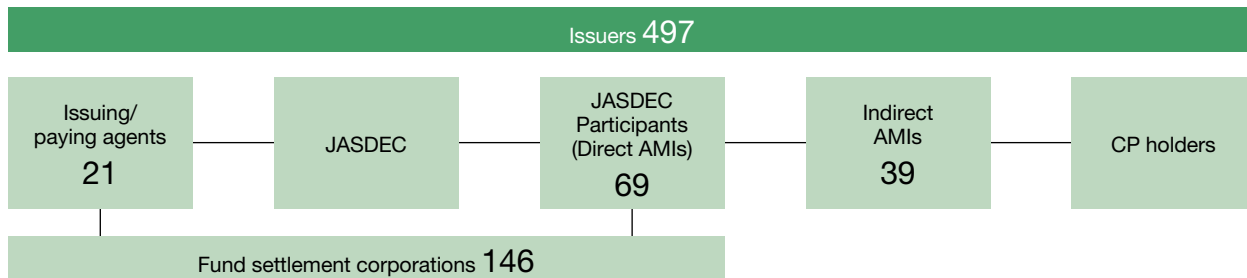 Issuers 497
Issuing/
paying agents
21
JASDEC
JASDEC
Participants
(Direct AMIs)
69
Indirect
AMIs
39
CP holders
Fund settlement corporations 146